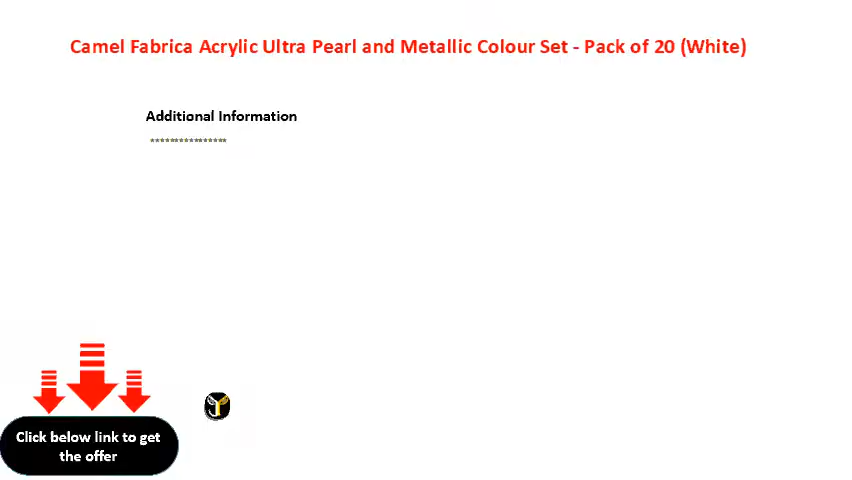 Camel Fabrica Acrylic Ultra Pearl and Metallic Colour Set - Pack of 20 (White)
Additional Information
****************
Click below link to get
the offer